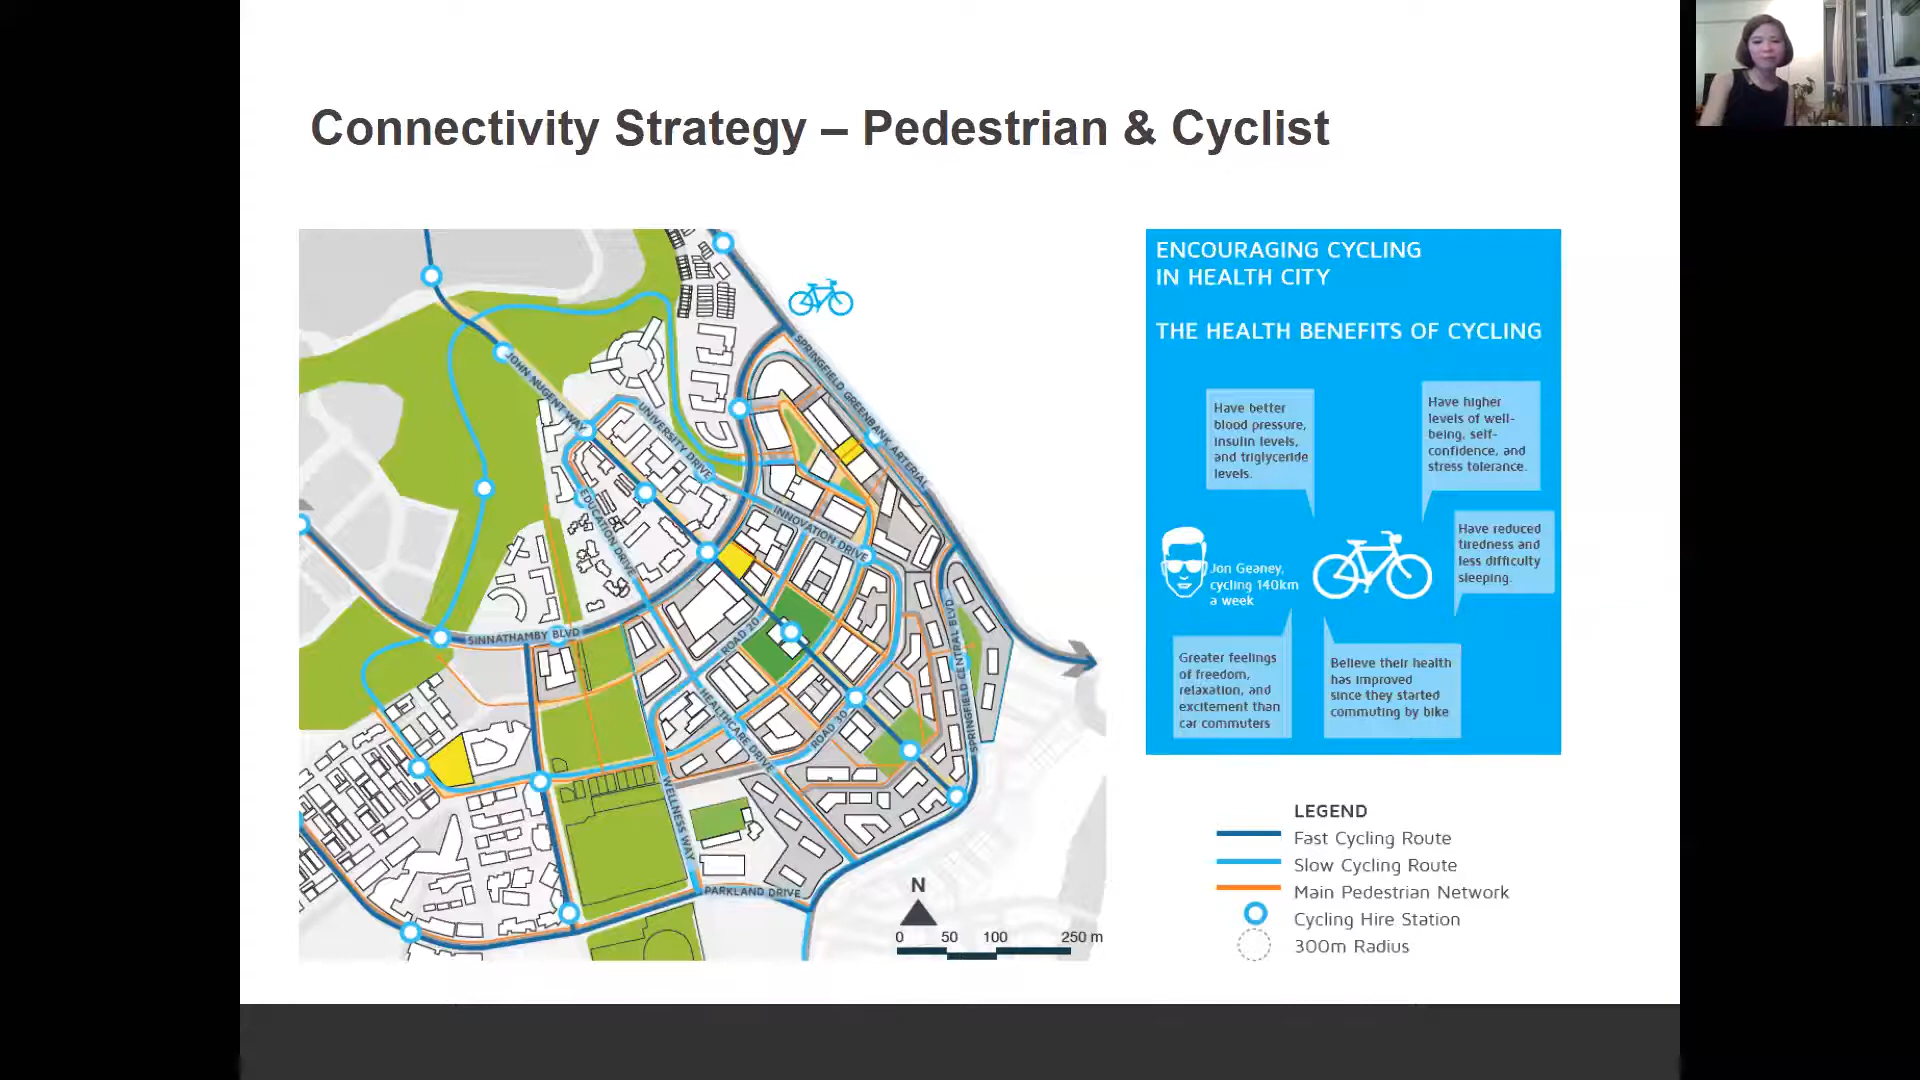 Connectivity Strategy – Pedestrian & Cyclist
JOHN NUGENT WAY
UNIVERSITY DRIVE
SPRINGFIELD GREENBANK ARTERIAL
EDUCATION DRIVE
INNOVATION DRIVE
SINNATHAMBY BLVD
ROAD 20
HEALTHCARE DRIVE
ROAD 30
SPRINGFIELD CENTRAL BLVD
WELLNESS WAY
PARKLAND DRIVE
N
0 50 100 250 m
ENCOURAGING CYCLING
IN HEALTH CITY
THE HEALTH BENEFITS OF CYCLING
Have better
blood pressure,
insulin levels,
and triglyceride
levels.
Have higher
levels of well-
being, self-
confidence, and
stress tolerance.
Have reduced
tiredness and
less difficulty
sleeping.
Jon Geaney,
cycling 140km
a week
Greater feelings
of freedom,
relaxation, and
excitement than
car commuters
Believe their health
has improved
since they started
commuting by bike
LEGEND
Fast Cycling Route
Slow Cycling Route
Main Pedestrian Network
Cycling Hire Station
300m Radius